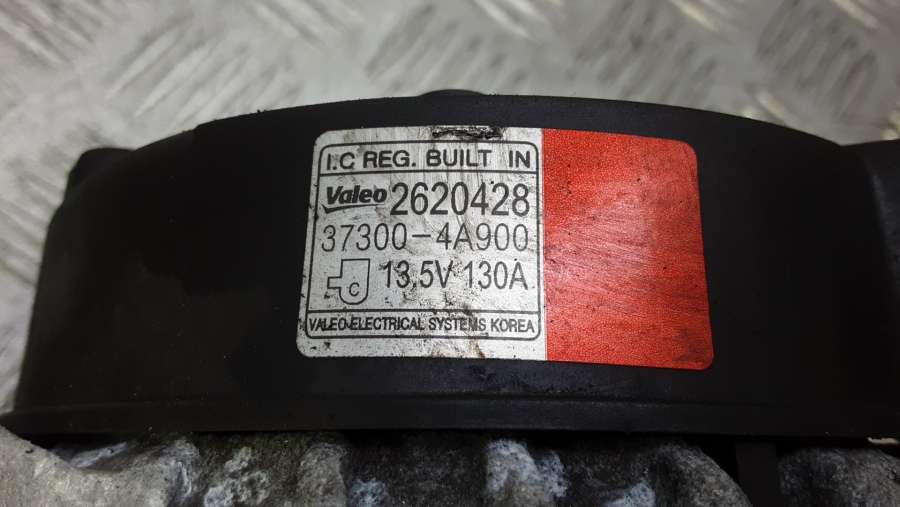 I.C REG. BUILT IN
Valeo 2620428
37300-4A900
C 13.5V 130A
VALEO ELECTRICAL SYSTEMS KOREA